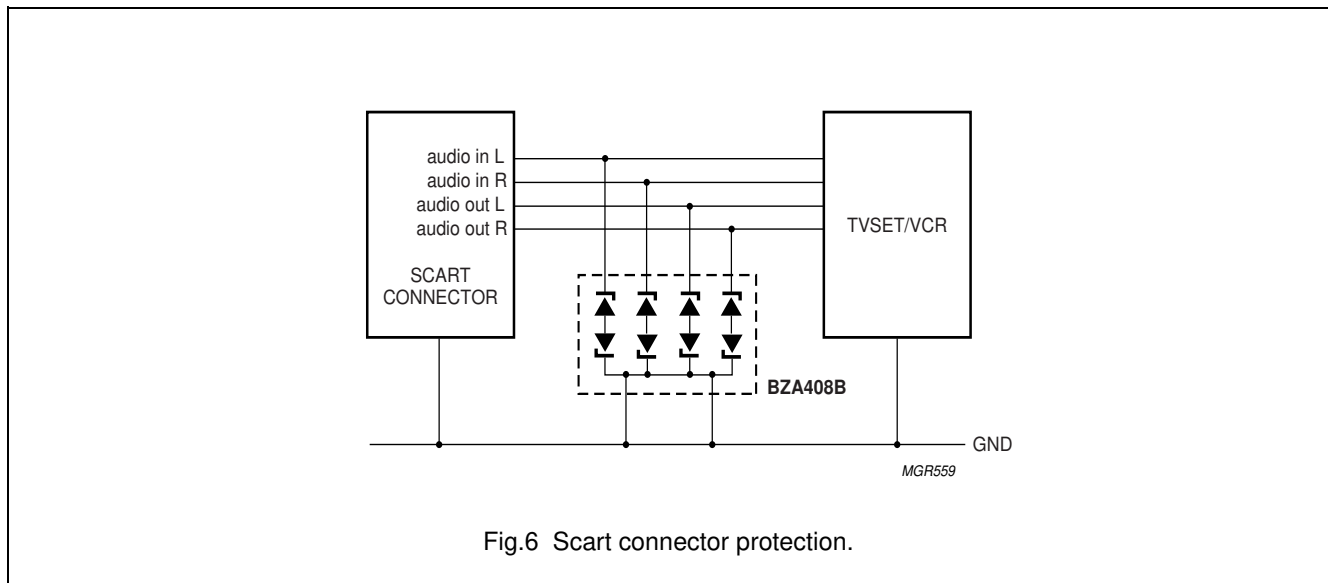 audio in L
audio in R
audio out L
audio out R
SCART
CONNECTOR
TVSET/VCR
BZA408B
GND
MGR559
Fig.6 Scart connector protection.